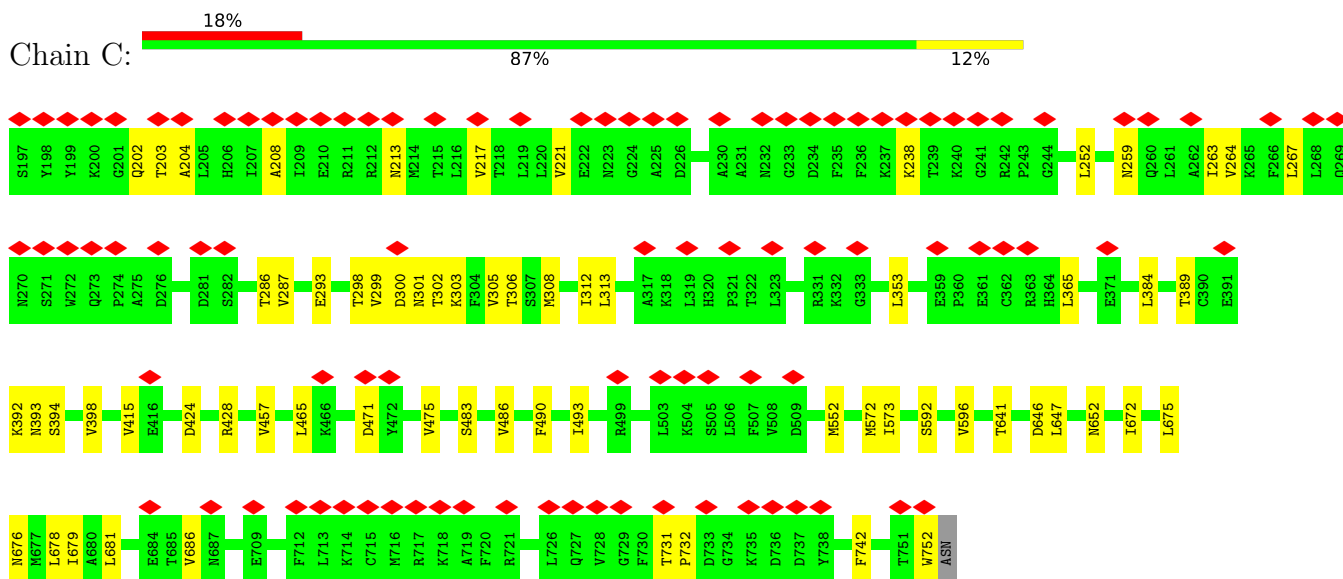 18%
Chain C:
87% 12%
S197 Y198 Y199 K200 G201 Q202 T203 A204 L205 H206 I207 A208 I209 E210 R211 R212 N213 M214 T215 L216 V217 T218 L219 L220 V221 E222 N223 G224 A225 D226 A230 A231 N232 G233 D234 F235 F236 K237 K238 T239 K240 G241 R242 P243 G244 L252 N259 Q260 L261 A262 I263 V264 K265 F266 L267 L268 Q269
N270 S271 W272 Q273 P274 A275 D276 D281 S282 T286 V287 E293 T298 V299 D300 N301 T302 K303 F304 V305 T306 S307 M308 I312 L313 A317 K318 L319 H320 P321 T322 L323 R331 K332 G333 L353 E359 P360 E361 C362 R363 H364 L365 E371 L384 T389 C390 E391
K392 N393 S394 V398 V415 E416 D424 R428 V457 L465 K466 D471 Y472 V475 S483 V486 F490 I493 R499 L503 K504 S505 L506 F507 V508 D509 M552 M572 I573 S592 V596 T641 D646 L647 N652 I672 L675
N676 M677 L678 I679 A680 L681 E684 T685 V686 N687 E709 F712 L713 K714 C715 M716 R717 K718 A719 F720 R721 L726 Q727 V728 G729 F730 T731 P732 D733 G734 K735 D736 D737 Y738 F742 T751 W752 ASN